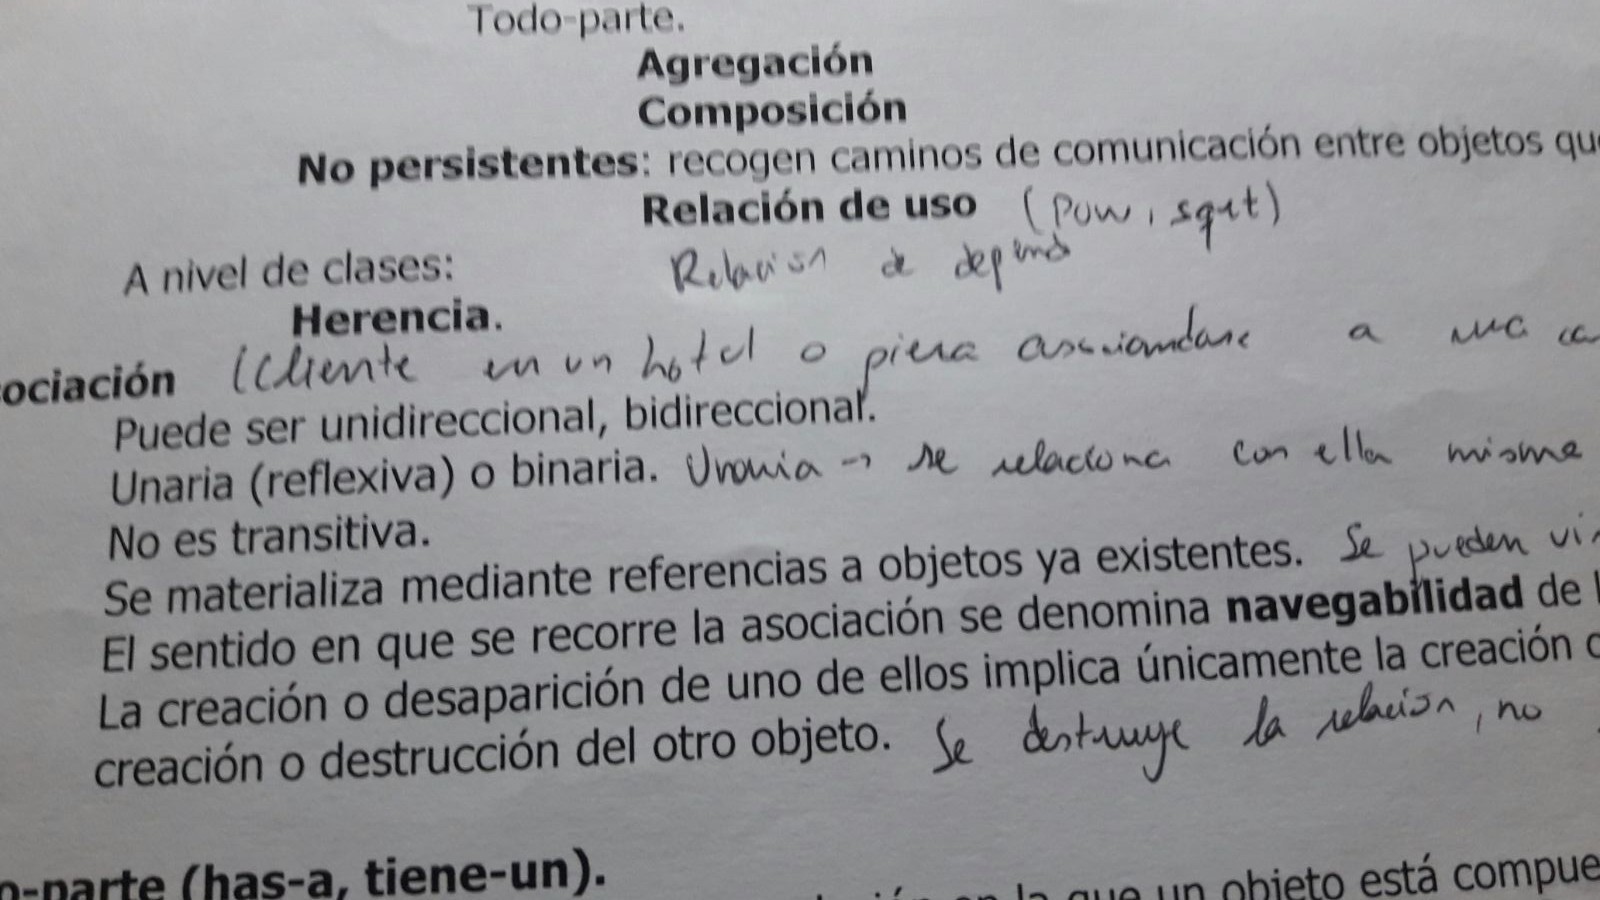 Todo-parte.
Agregación
Composición
No persistentes: recogen caminos de comunicación entre objetos qu
Relación de uso (pow, sqrt)
A nivel de clases: Relación de depend
Herencia.
ociación (Cliente en un hotel o pieza asociandose a una ca
Puede ser unidireccional, bidireccional.
Unaria (reflexiva) o binaria. Unaria → se relaciona con ella misma
No es transitiva.
Se materializa mediante referencias a objetos ya existentes. Se pueden vi
El sentido en que se recorre la asociación se denomina navegabilidad de l
La creación o desaparición de uno de ellos implica únicamente la creación o
creación o destrucción del otro objeto. Se destruye la relación, no
o-parte (has-a, tiene-un).
ión en la que un objeto está compue